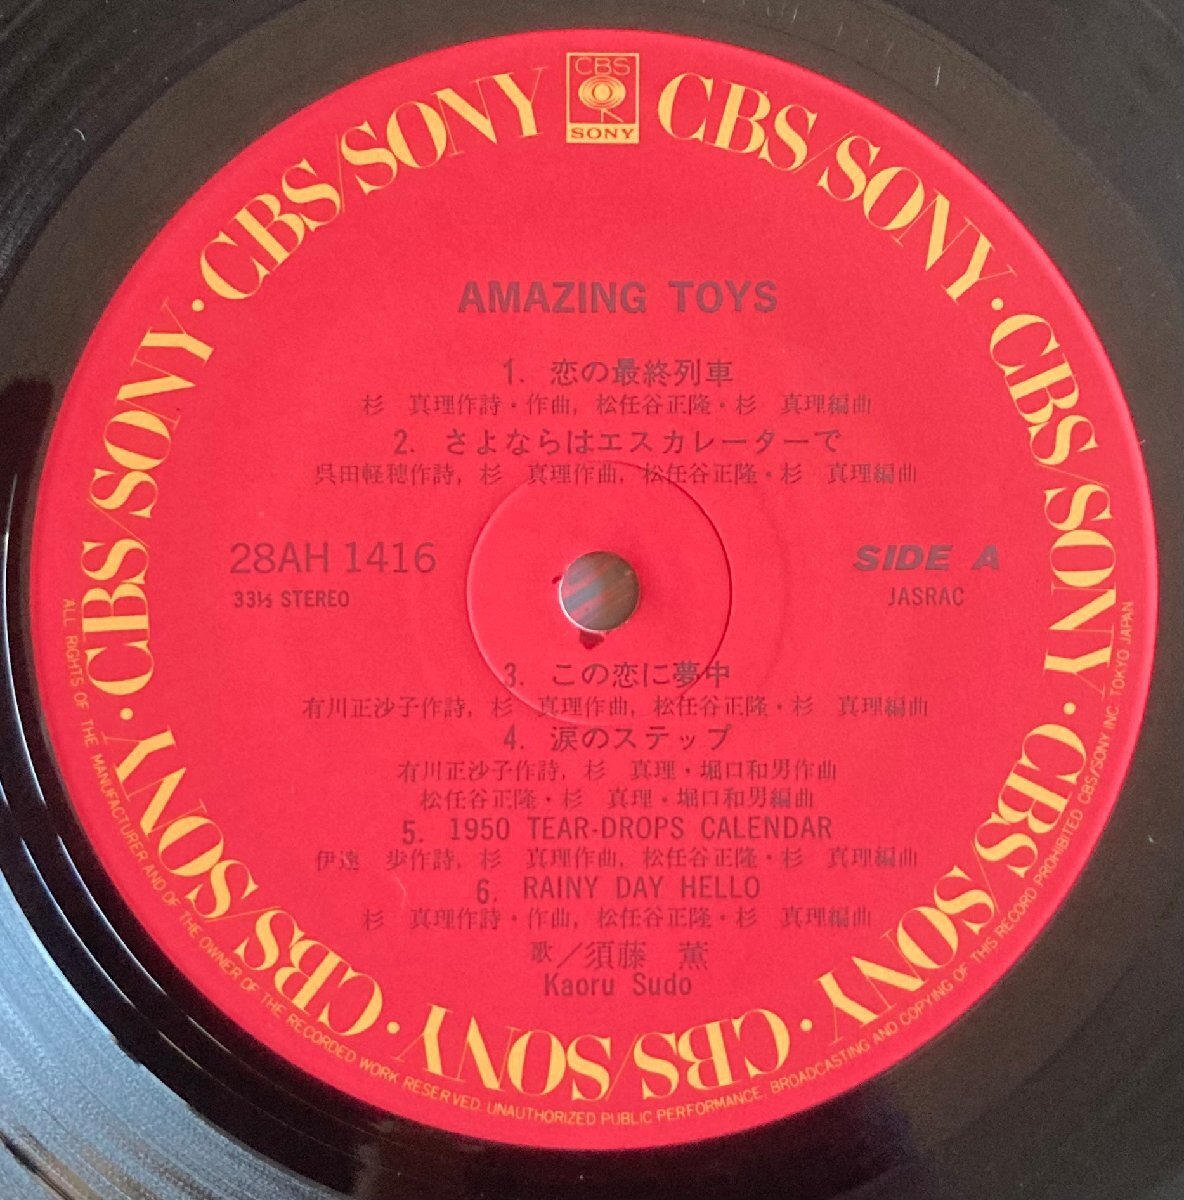 CBS
SONY
CBS/SONY · CBS/SONY · CBS/SONY · CBS/SONY · CBS/SONY · CBS/SONY · CBS/SONY · CBS/SONY
AMAZING TOYS
1. 恋の最終列車
杉 真理作詩・作曲, 松任谷正隆・杉 真理編曲
2. さよならはエスカレーターで
呉田軽穂作詩, 杉 真理作曲, 松任谷正隆・杉 真理編曲
28AH 1416
SIDE A
33⅓ STEREO
JASRAC
3. この恋に夢中
有川正沙子作詩, 杉 真理作曲, 松任谷正隆・杉 真理編曲
4. 涙のステップ
有川正沙子作詩, 杉 真理・堀口和男作曲
松任谷正隆・杉 真理・堀口和男編曲
5. 1950 TEAR-DROPS CALENDAR
伊達 歩作詩, 杉 真理作曲, 松任谷正隆・杉 真理編曲
6. RAINY DAY HELLO
杉 真理作詩・作曲, 松任谷正隆・杉 真理編曲
歌／須藤 薫
Kaoru Sudo
ALL RIGHTS OF THE MANUFACTURER AND OF THE OWNER OF THE RECORDED WORK RESERVED. UNAUTHORIZED PUBLIC PERFORMANCE, BROADCASTING AND COPYING OF THIS RECORD PROHIBITED CBS/SONY INC. TOKYO JAPAN